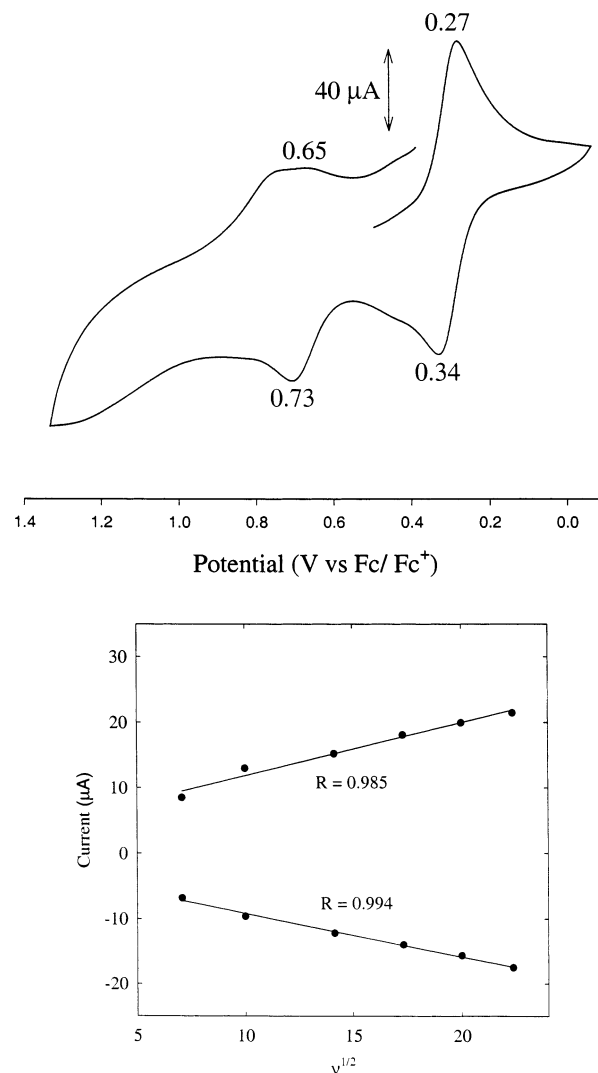 0.27
40 μA
0.65
0.34
0.73
1.4 1.2 1.0 0.8 0.6 0.4 0.2 0.0
Potential (V vs Fc/ Fc⁺)
30
20
10
0
-10
-20
Current (μA)
R = 0.985
R = 0.994
5 10 15 20
ν^{1/2}